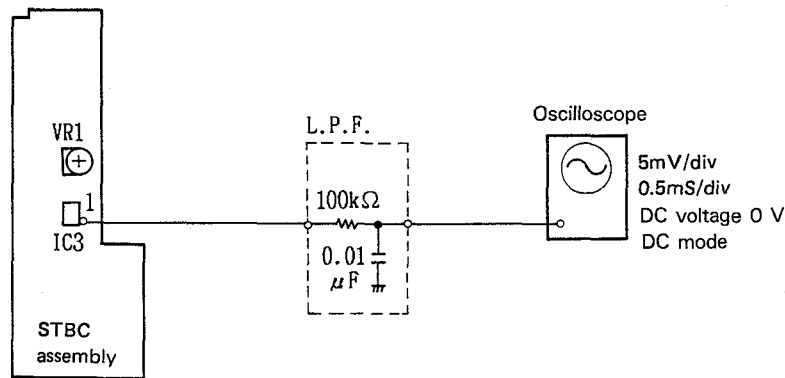 VR1
1
IC3
STBC
assembly
L.P.F.
100kΩ
0.01
μF
Oscilloscope
5mV/div
0.5mS/div
DC voltage 0 V
DC mode